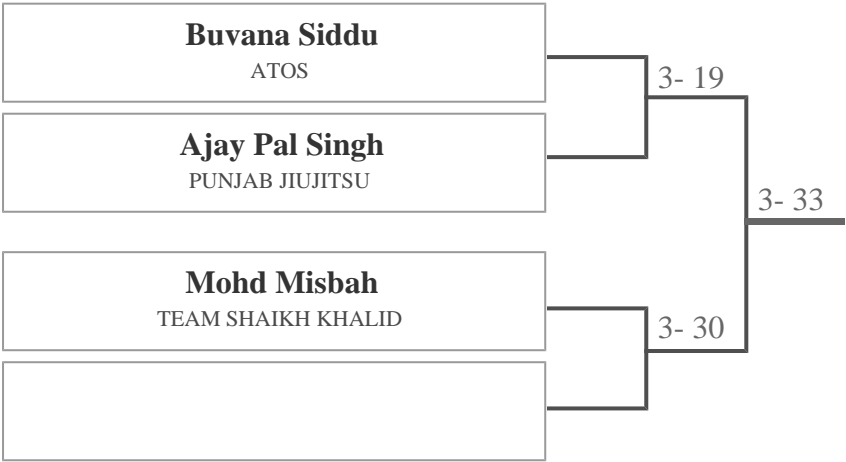 Buvana Siddu
ATOS
3- 19
Ajay Pal Singh
PUNJAB JIUJITSU
3- 33
Mohd Misbah
TEAM SHAIKH KHALID
3- 30